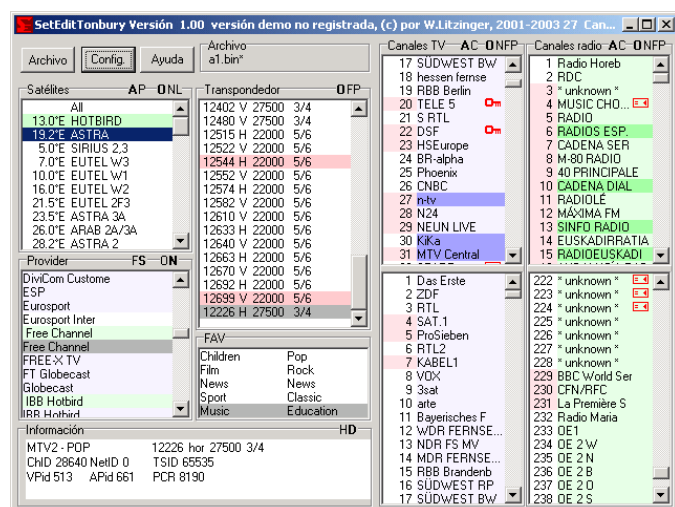 SetEditTonbury Versión 1.00 versión demo no registrada, (c) por W.Litzinger, 2001-2003 27 Can...
Archivo Config. Ayuda
Archivo
a1.bin*
Satélites AP ONL
All
13.0°E HOTBIRD
19.2°E ASTRA
5.0°E SIRIUS 2,3
7.0°E EUTEL W3
10.0°E EUTEL W1
16.0°E EUTEL W2
21.5°E EUTEL 2F3
23.5°E ASTRA 3A
26.0°E ARAB 2A/3A
28.2°E ASTRA 2
Transpondedor OFP
12402 V 27500 3/4
12480 V 27500 3/4
12515 H 22000 5/6
12522 V 22000 5/6
12544 H 22000 5/6
12552 V 22000 5/6
12574 H 22000 5/6
12582 V 22000 5/6
12610 V 22000 5/6
12633 H 22000 5/6
12640 V 22000 5/6
12663 H 22000 5/6
12670 V 22000 5/6
12692 H 22000 5/6
12699 V 22000 5/6
12226 H 27500 3/4
Provider FS ON
DiviCom Custome
ESP
Eurosport
Eurosport Inter
Free Channel
Free Channel
FREE-X TV
FT Globecast
Globecast
IBB Hotbird
IBB Hotbird
FAV
Children Pop
Film Rock
News News
Sport Classic
Music Education
Información HD
MTV2 - POP 12226 hor 27500 3/4
ChID 28640 NetID 0 TSID 65535
VPid 513 APid 661 PCR 8190
Canales TV AC ONFP
17 SÜDWEST BW
18 hessen fernse
19 RBB Berlin
20 TELE 5
21 S RTL
22 DSF
23 HSEurope
24 BR-alpha
25 Phoenix
26 CNBC
27 n-tv
28 N24
29 NEUN LIVE
30 KiKa
31 MTV Central
1 Das Erste
2 ZDF
3 RTL
4 SAT.1
5 ProSieben
6 RTL2
7 KABEL1
8 VOX
9 3sat
10 arte
11 Bayerisches F
12 WDR FERNSE...
13 NDR FS MV
14 MDR FERNSE...
15 RBB Brandenb
16 SÜDWEST RP
17 SÜDWEST BW
Canales radio AC ONFP
1 Radio Horeb
2 RDC
3 * unknown *
4 MUSIC CHO...
5 RADIO
6 RADIOS ESP.
7 CADENA SER
8 M-80 RADIO
9 40 PRINCIPALE
10 CADENA DIAL
11 RADIOLÉ
12 MÁXIMA FM
13 SINFO RADIO
14 EUSKADIRRATIA
15 RADIOEUSKADI
222 * unknown *
223 * unknown *
224 * unknown *
225 * unknown *
226 * unknown *
227 * unknown *
228 * unknown *
229 BBC World Ser
230 CFN/RFC
231 La Première S
232 Radio Maria
233 OE1
234 OE 2 W
235 OE 2 N
236 OE 2 B
237 OE 2 O
238 OE 2 S